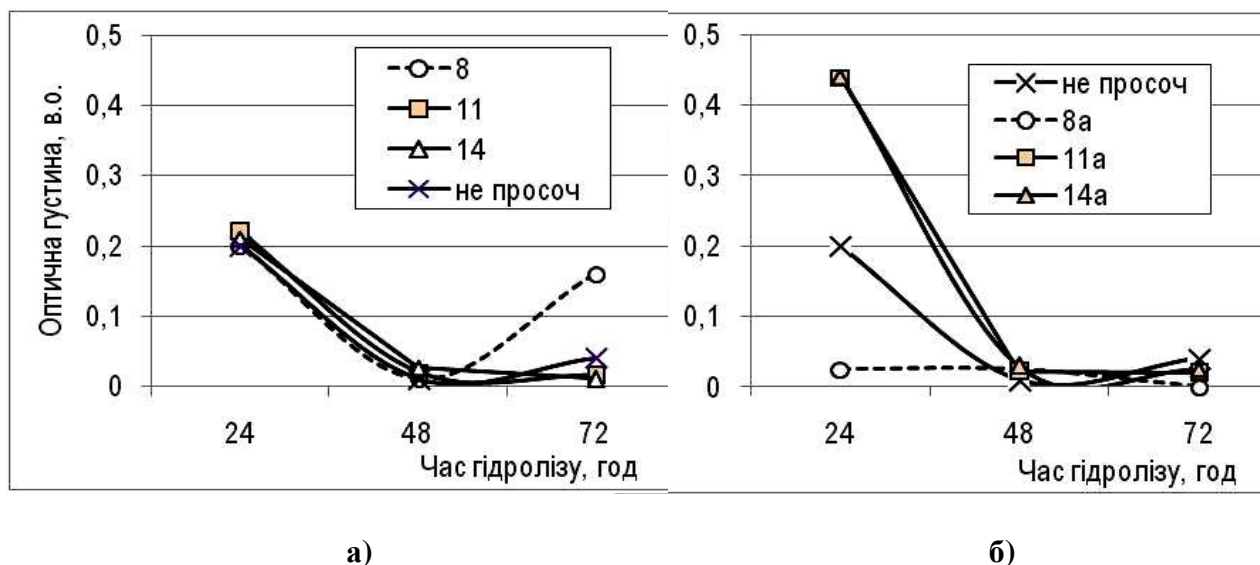 Оптична густина, в.о.
0,5
0,4
0,3
0,2
0,1
0
8
11
14
не просоч
24 48 72
Час гідролізу, год
а)
0,5
0,4
0,3
0,2
0,1
0
не просоч
8а
11а
14а
24 48 72
Час гідролізу, год
б)